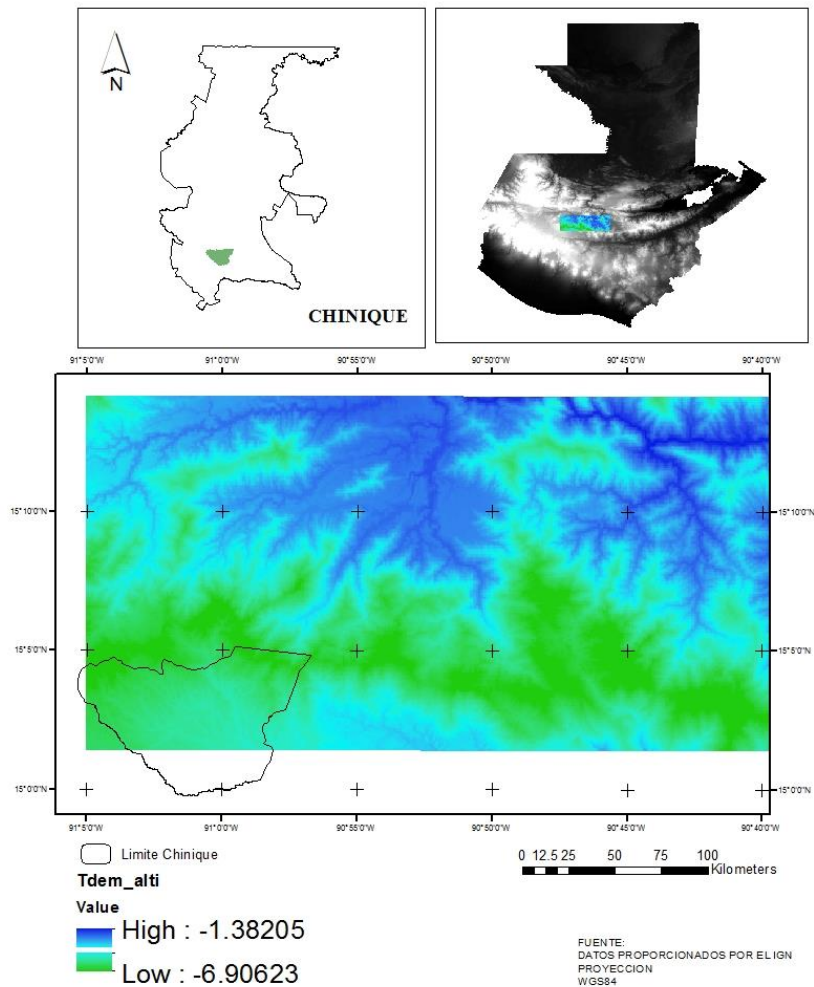 N
CHINIQUE
91°5'0"W 91°0'0"W 90°55'0"W 90°50'0"W 90°45'0"W 90°40'0"W
15°10'0"N 15°10'0"N
15°5'0"N 15°5'0"N
15°0'0"N 15°0'0"N
91°5'0"W 91°0'0"W 90°55'0"W 90°50'0"W 90°45'0"W 90°40'0"W
Limite Chinique
0 12.5 25 50 75 100
Kilometers
Tdem_alti
Value
High : -1.38205
Low : -6.90623
FUENTE:
DATOS PROPORCIONADOS POR EL IGN
PROYECCION
WGS84